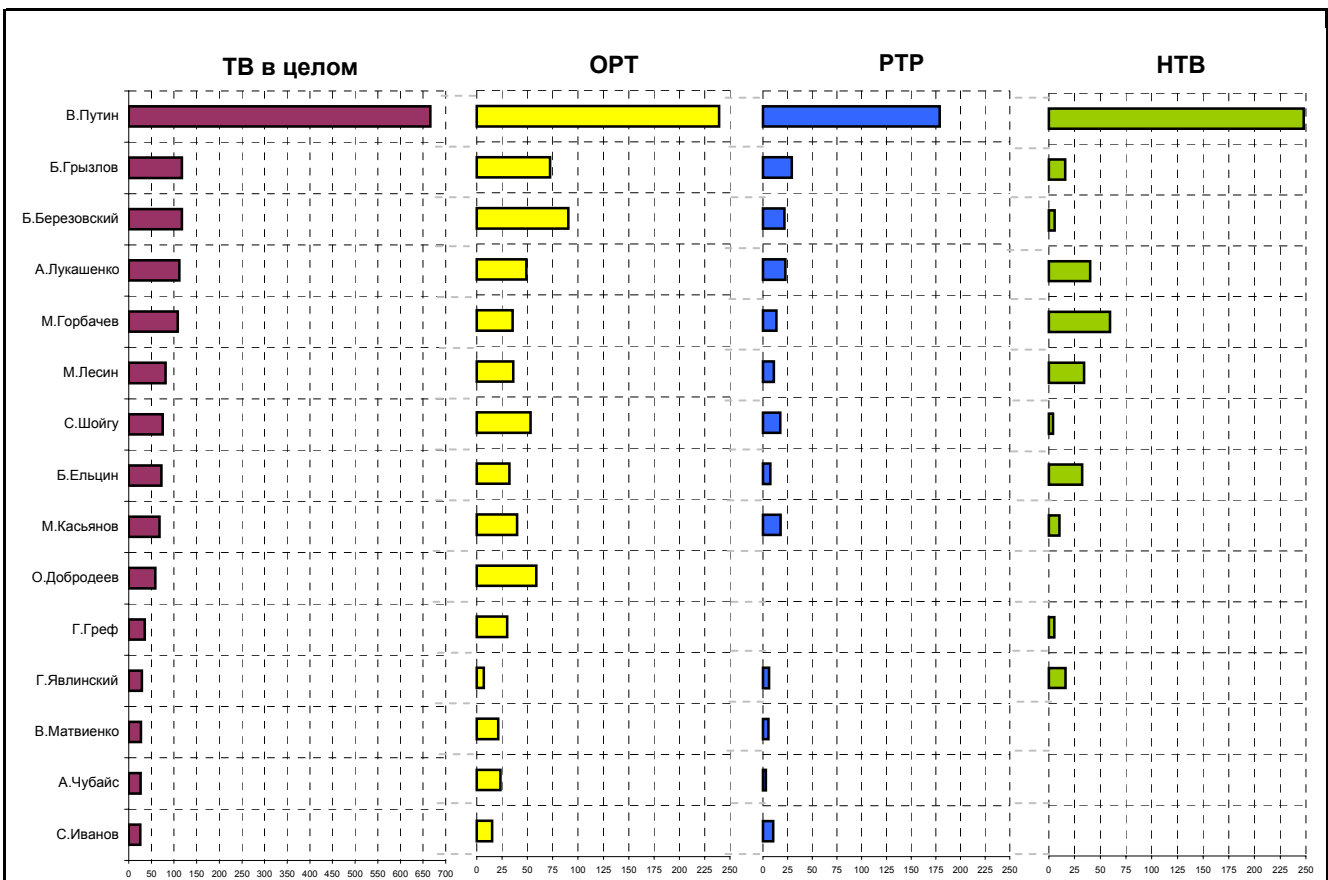 ТВ в целом ОРТ РТР НТВ
В.Путин
Б.Грызлов
Б.Березовский
А.Лукашенко
М.Горбачев
М.Лесин
С.Шойгу
Б.Ельцин
М.Касьянов
О.Добродеев
Г.Греф
Г.Явлинский
В.Матвиенко
А.Чубайс
С.Иванов
0 50 100 150 200 250 300 350 400 450 500 550 600 650 700 0 25 50 75 100 125 150 175 200 225 250 0 25 50 75 100 125 150 175 200 225 250 0 25 50 75 100 125 150 175 200 225 250